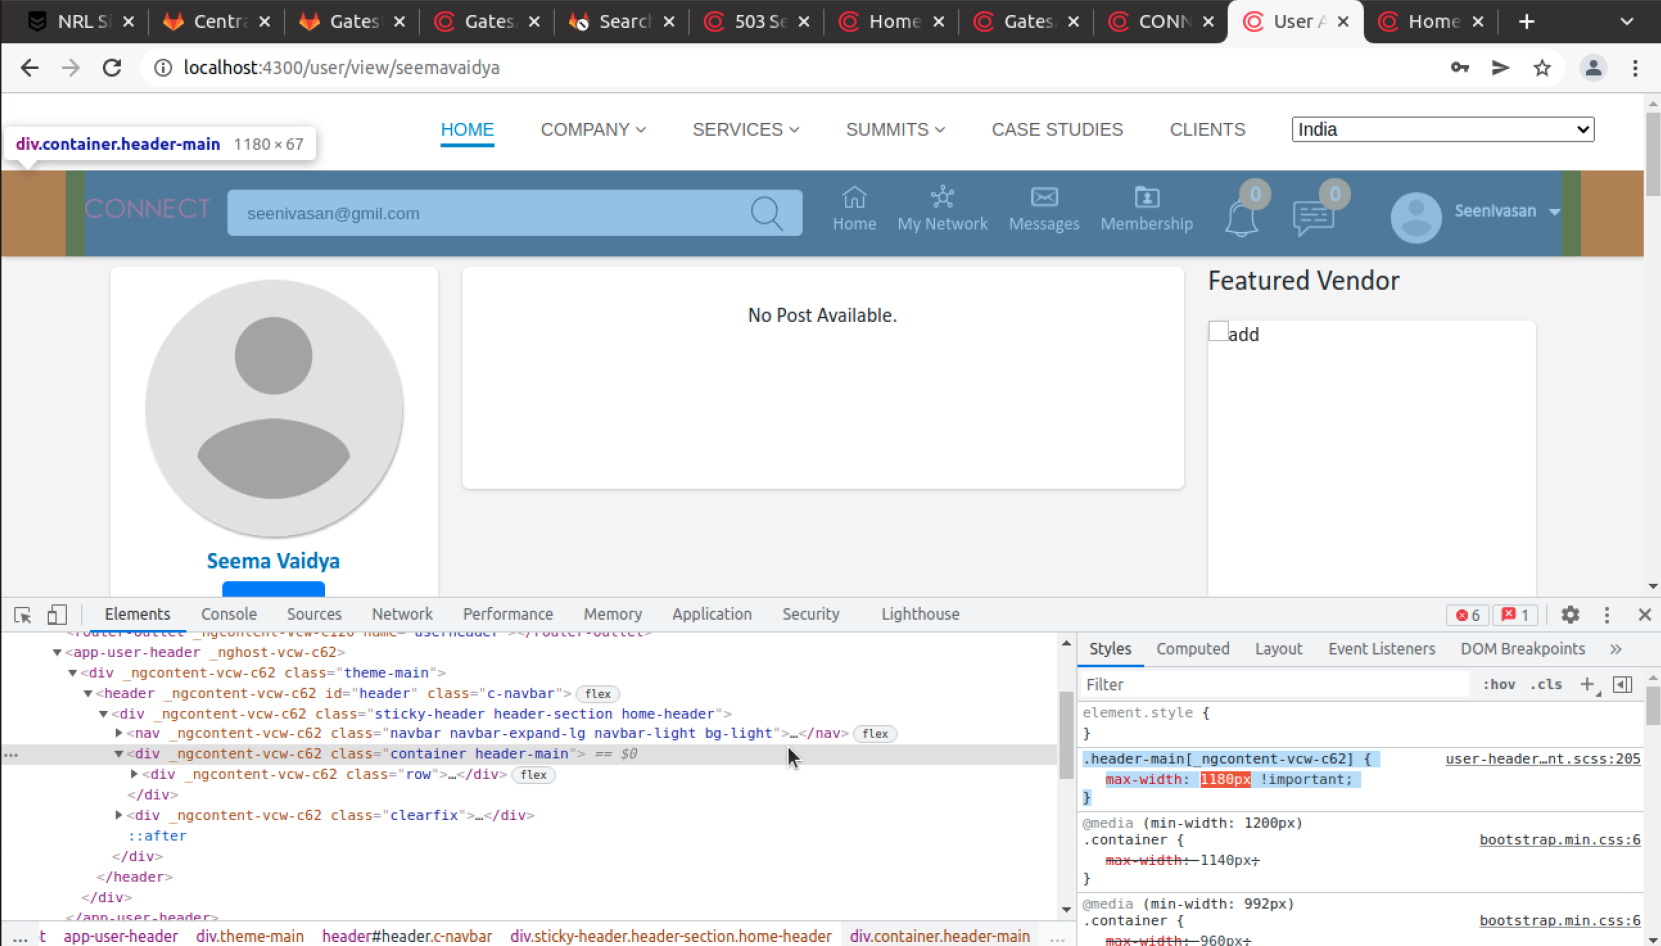 NRL S
Centr
Gates
Gates
Searc
503 Se
Home
Gates
CONN
User A
Home
localhost:4300/user/view/seemavaidya
HOME
COMPANY
SERVICES
SUMMITS
CASE STUDIES
CLIENTS
India
div.container.header-main 1180 × 67
CONNECT
seenivasan@gmil.com
Home
My Network
Messages
Membership
0
0
Seenivasan
No Post Available.
Featured Vendor
add
Seema Vaidya
Elements Console Sources Network Performance Memory Application Security Lighthouse 6 1
<app-user-header _nghost-vcw-c62>
<div _ngcontent-vcw-c62 class="theme-main">
<header _ngcontent-vcw-c62 id="header" class="c-navbar"> flex
<div _ngcontent-vcw-c62 class="sticky-header header-section home-header">
<nav _ngcontent-vcw-c62 class="navbar navbar-expand-lg navbar-light bg-light">…</nav> flex
... <div _ngcontent-vcw-c62 class="container header-main"> == $0
<div _ngcontent-vcw-c62 class="row">…</div> flex
</div>
<div _ngcontent-vcw-c62 class="clearfix">…</div>
::after
</div>
</header>
</div>
</app-user-header>
... t app-user-header div.theme-main header#header.c-navbar div.sticky-header.header-section.home-header div.container.header-main ...
Styles Computed Layout Event Listeners DOM Breakpoints »
Filter :hov .cls +
element.style {
}
.header-main[_ngcontent-vcw-c62] { user-header…nt.scss:205
max-width: 1180px !important;
}
@media (min-width: 1200px)
.container { bootstrap.min.css:6
max-width: 1140px;
}
@media (min-width: 992px)
.container { bootstrap.min.css:6
max-width: 960px;